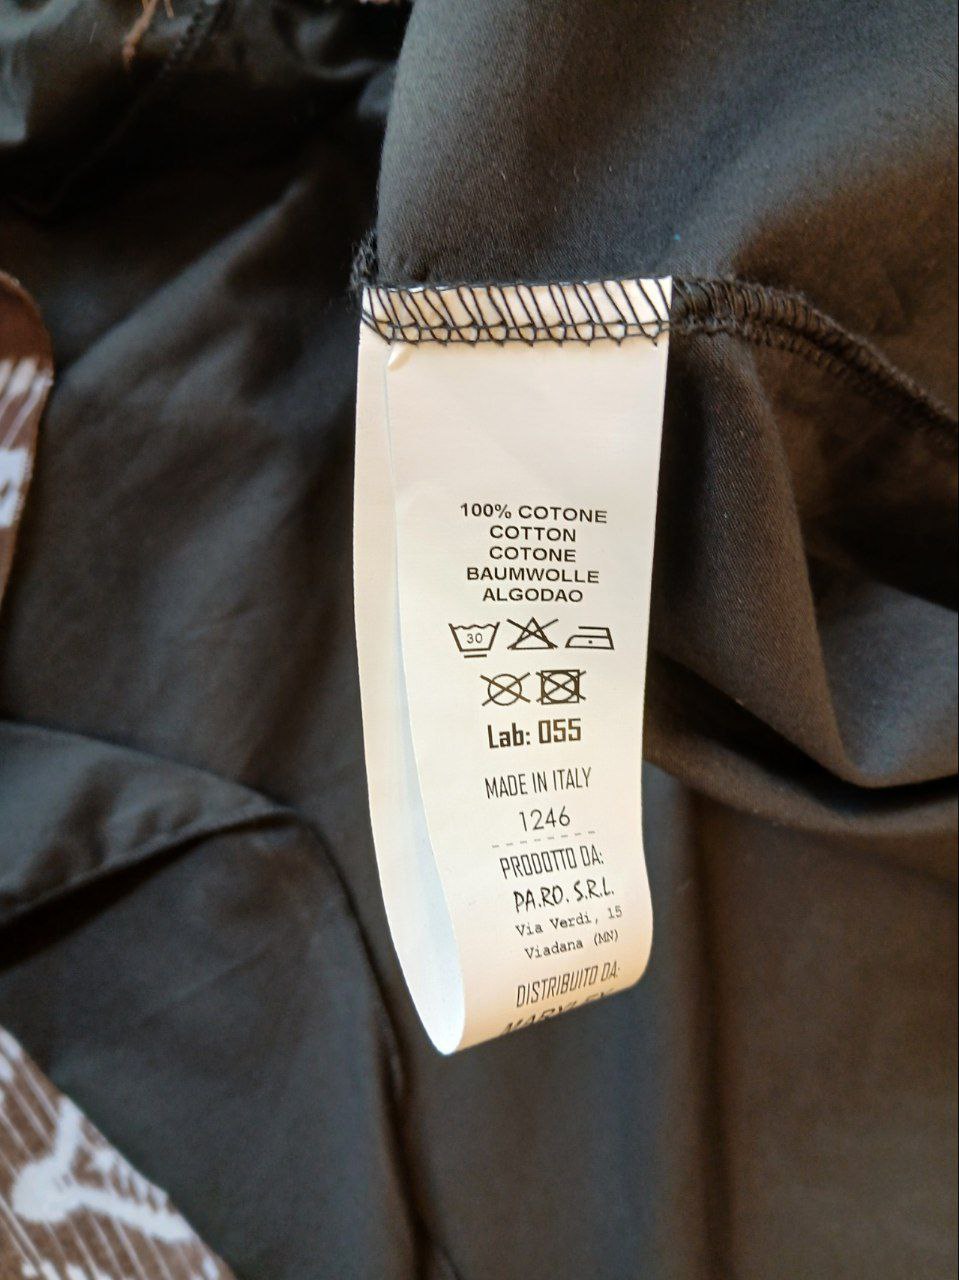 100% COTONE
COTTON
COTONE
BAUMWOLLE
ALGODAO
30
Lab: 055
MADE IN ITALY
1246
PRODOTTO DA:
PA.RO. S.R.L.
Via Verdi, 15
Viadana (MN)
DISTRIBUITO DA: